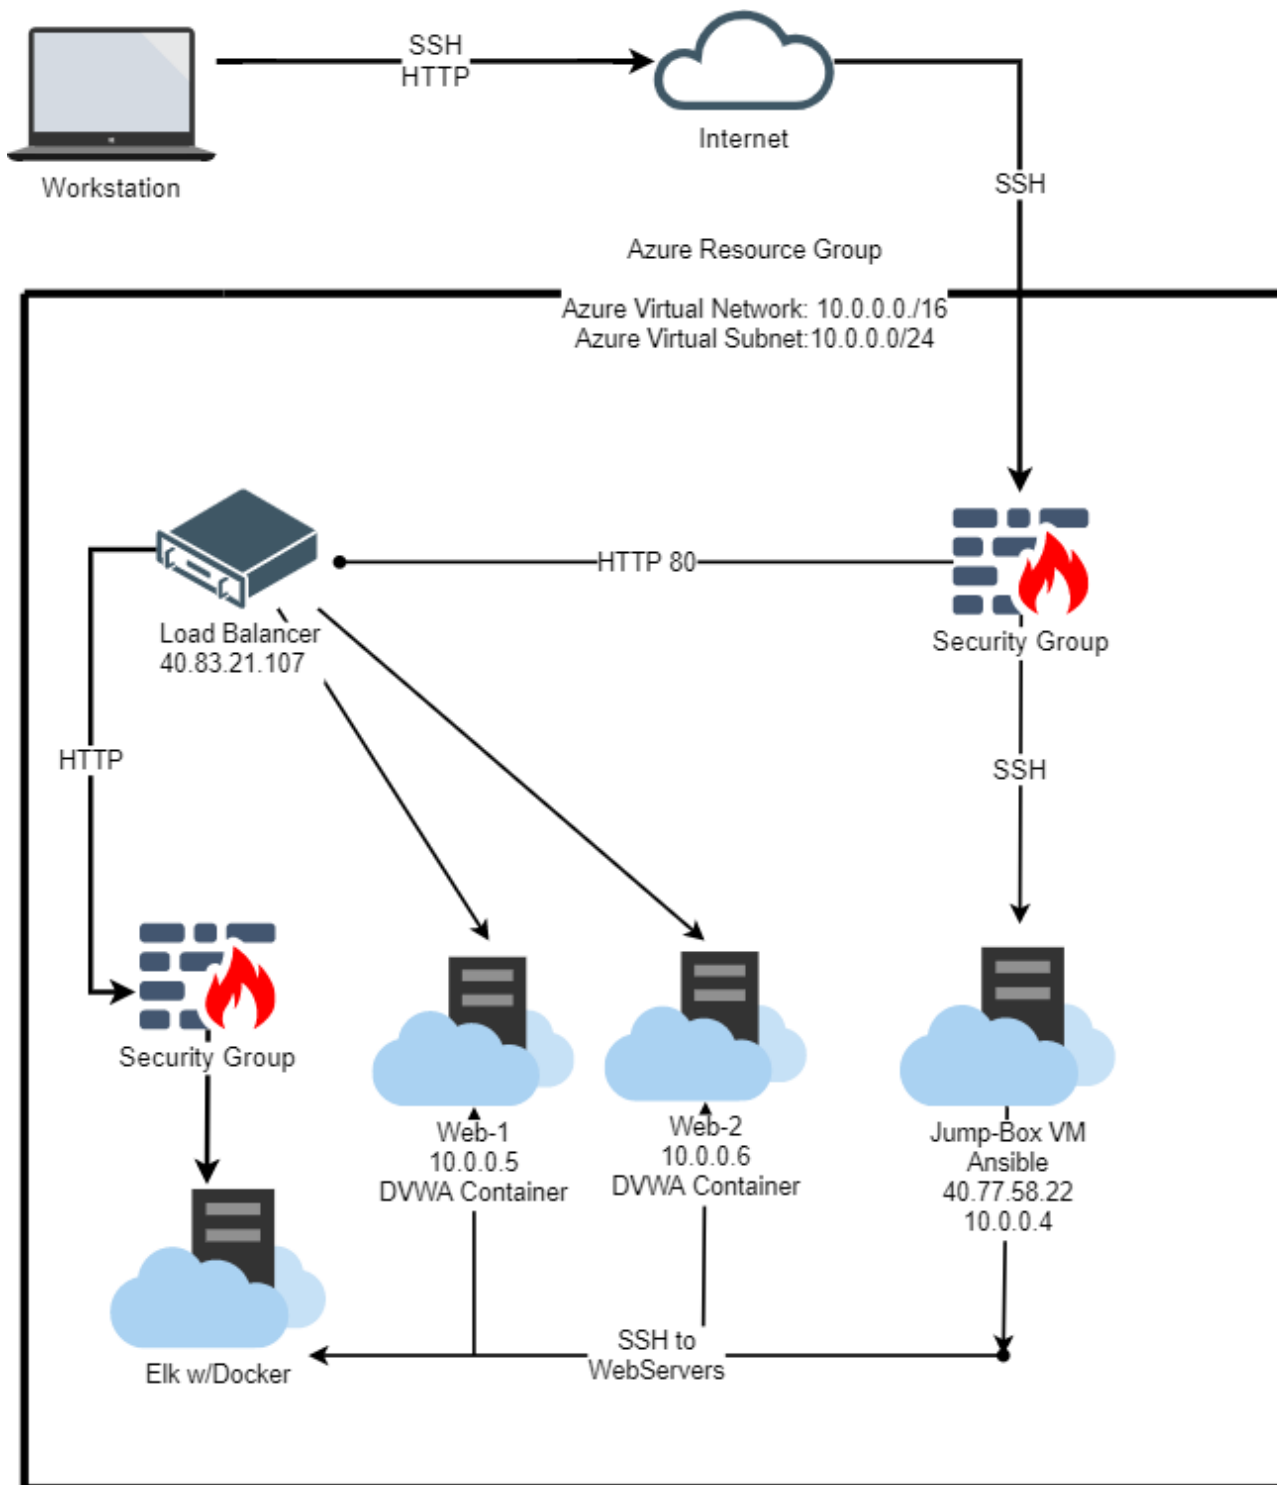 SSH
HTTP
Internet
Workstation
SSH
Azure Resource Group
Azure Virtual Network: 10.0.0.0./16
Azure Virtual Subnet:10.0.0.0/24
HTTP 80
Load Balancer
40.83.21.107
Security Group
HTTP
SSH
Security Group
Web-1
10.0.0.5
DVWA Container
Web-2
10.0.0.6
DVWA Container
Jump-Box VM
Ansible
40.77.58.22
10.0.0.4
SSH to
WebServers
Elk w/Docker